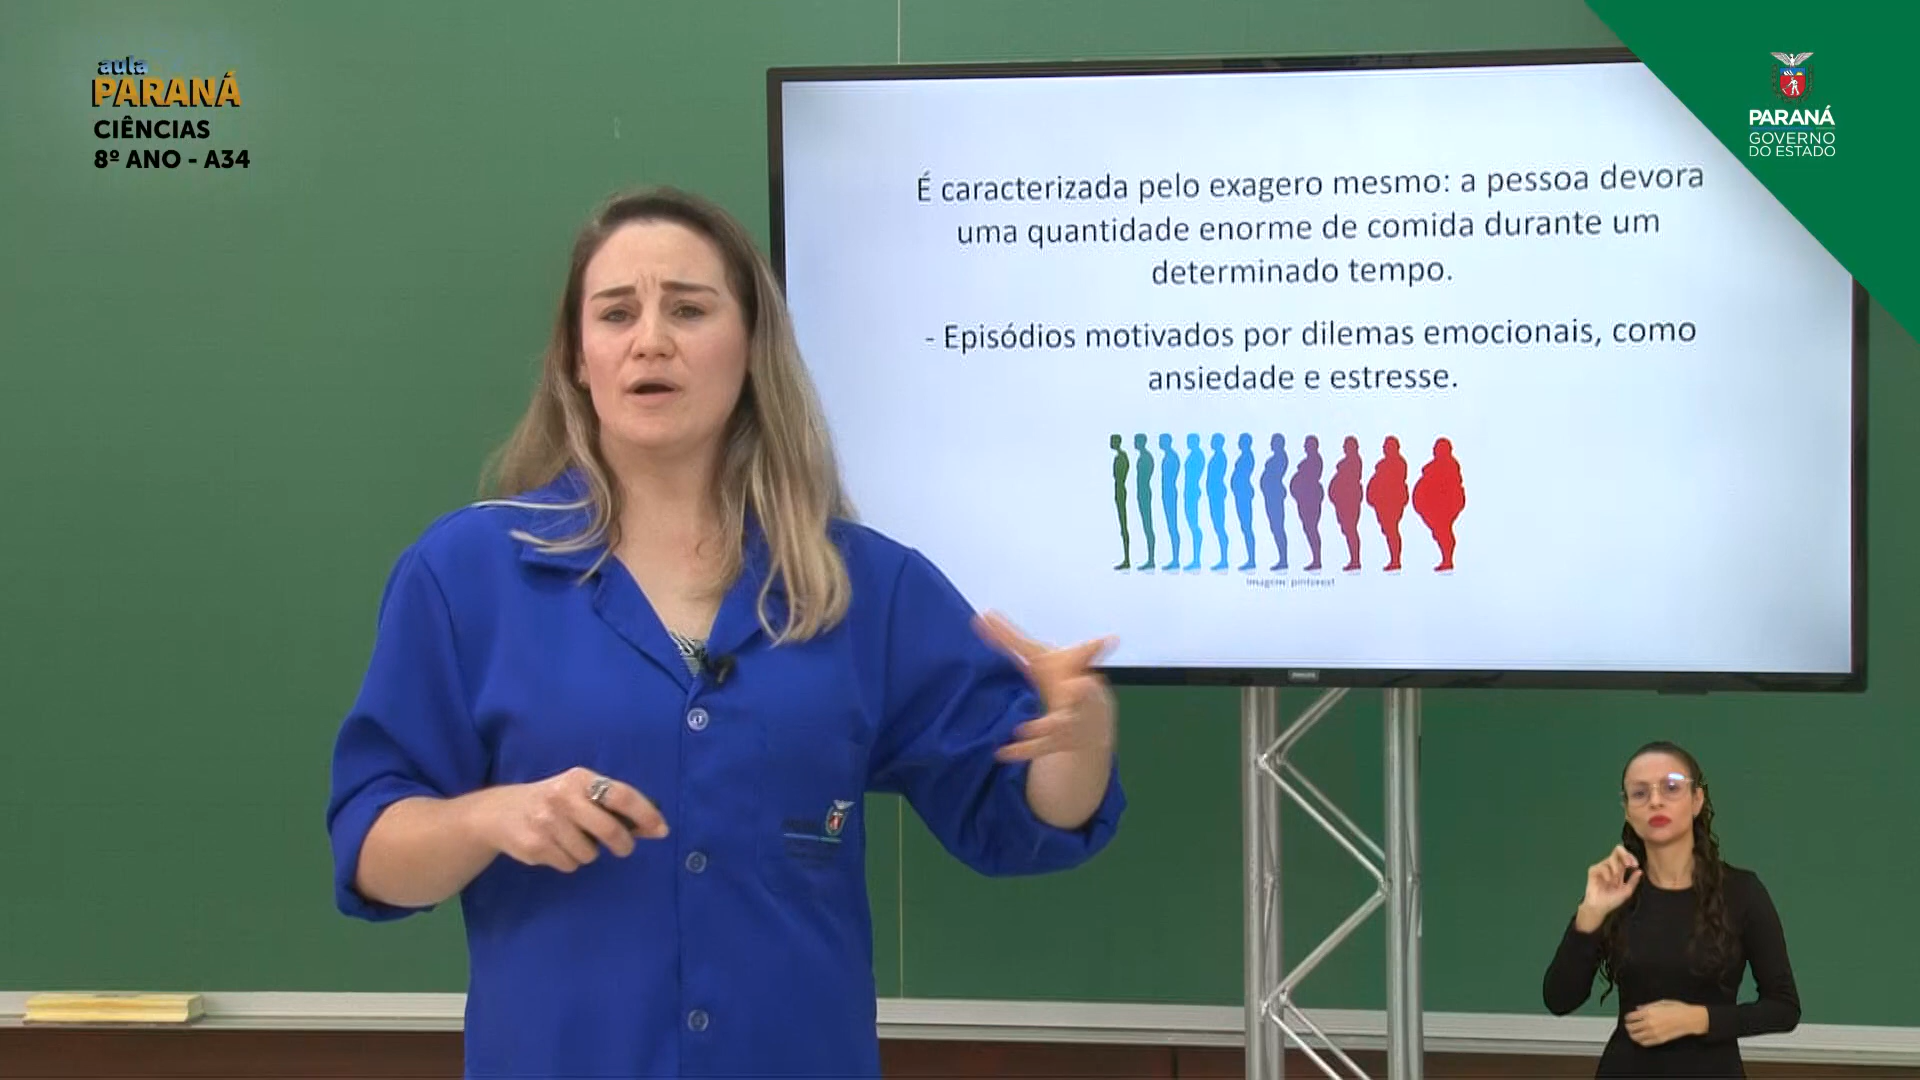 aula
PARANÁ
CIÊNCIAS
8º ANO - A34
PARANÁ
GOVERNO
DO ESTADO
É caracterizada pelo exagero mesmo: a pessoa devora
uma quantidade enorme de comida durante um
determinado tempo.
- Episódios motivados por dilemas emocionais, como
ansiedade e estresse.
Imagem: pinterest
PHILIPS